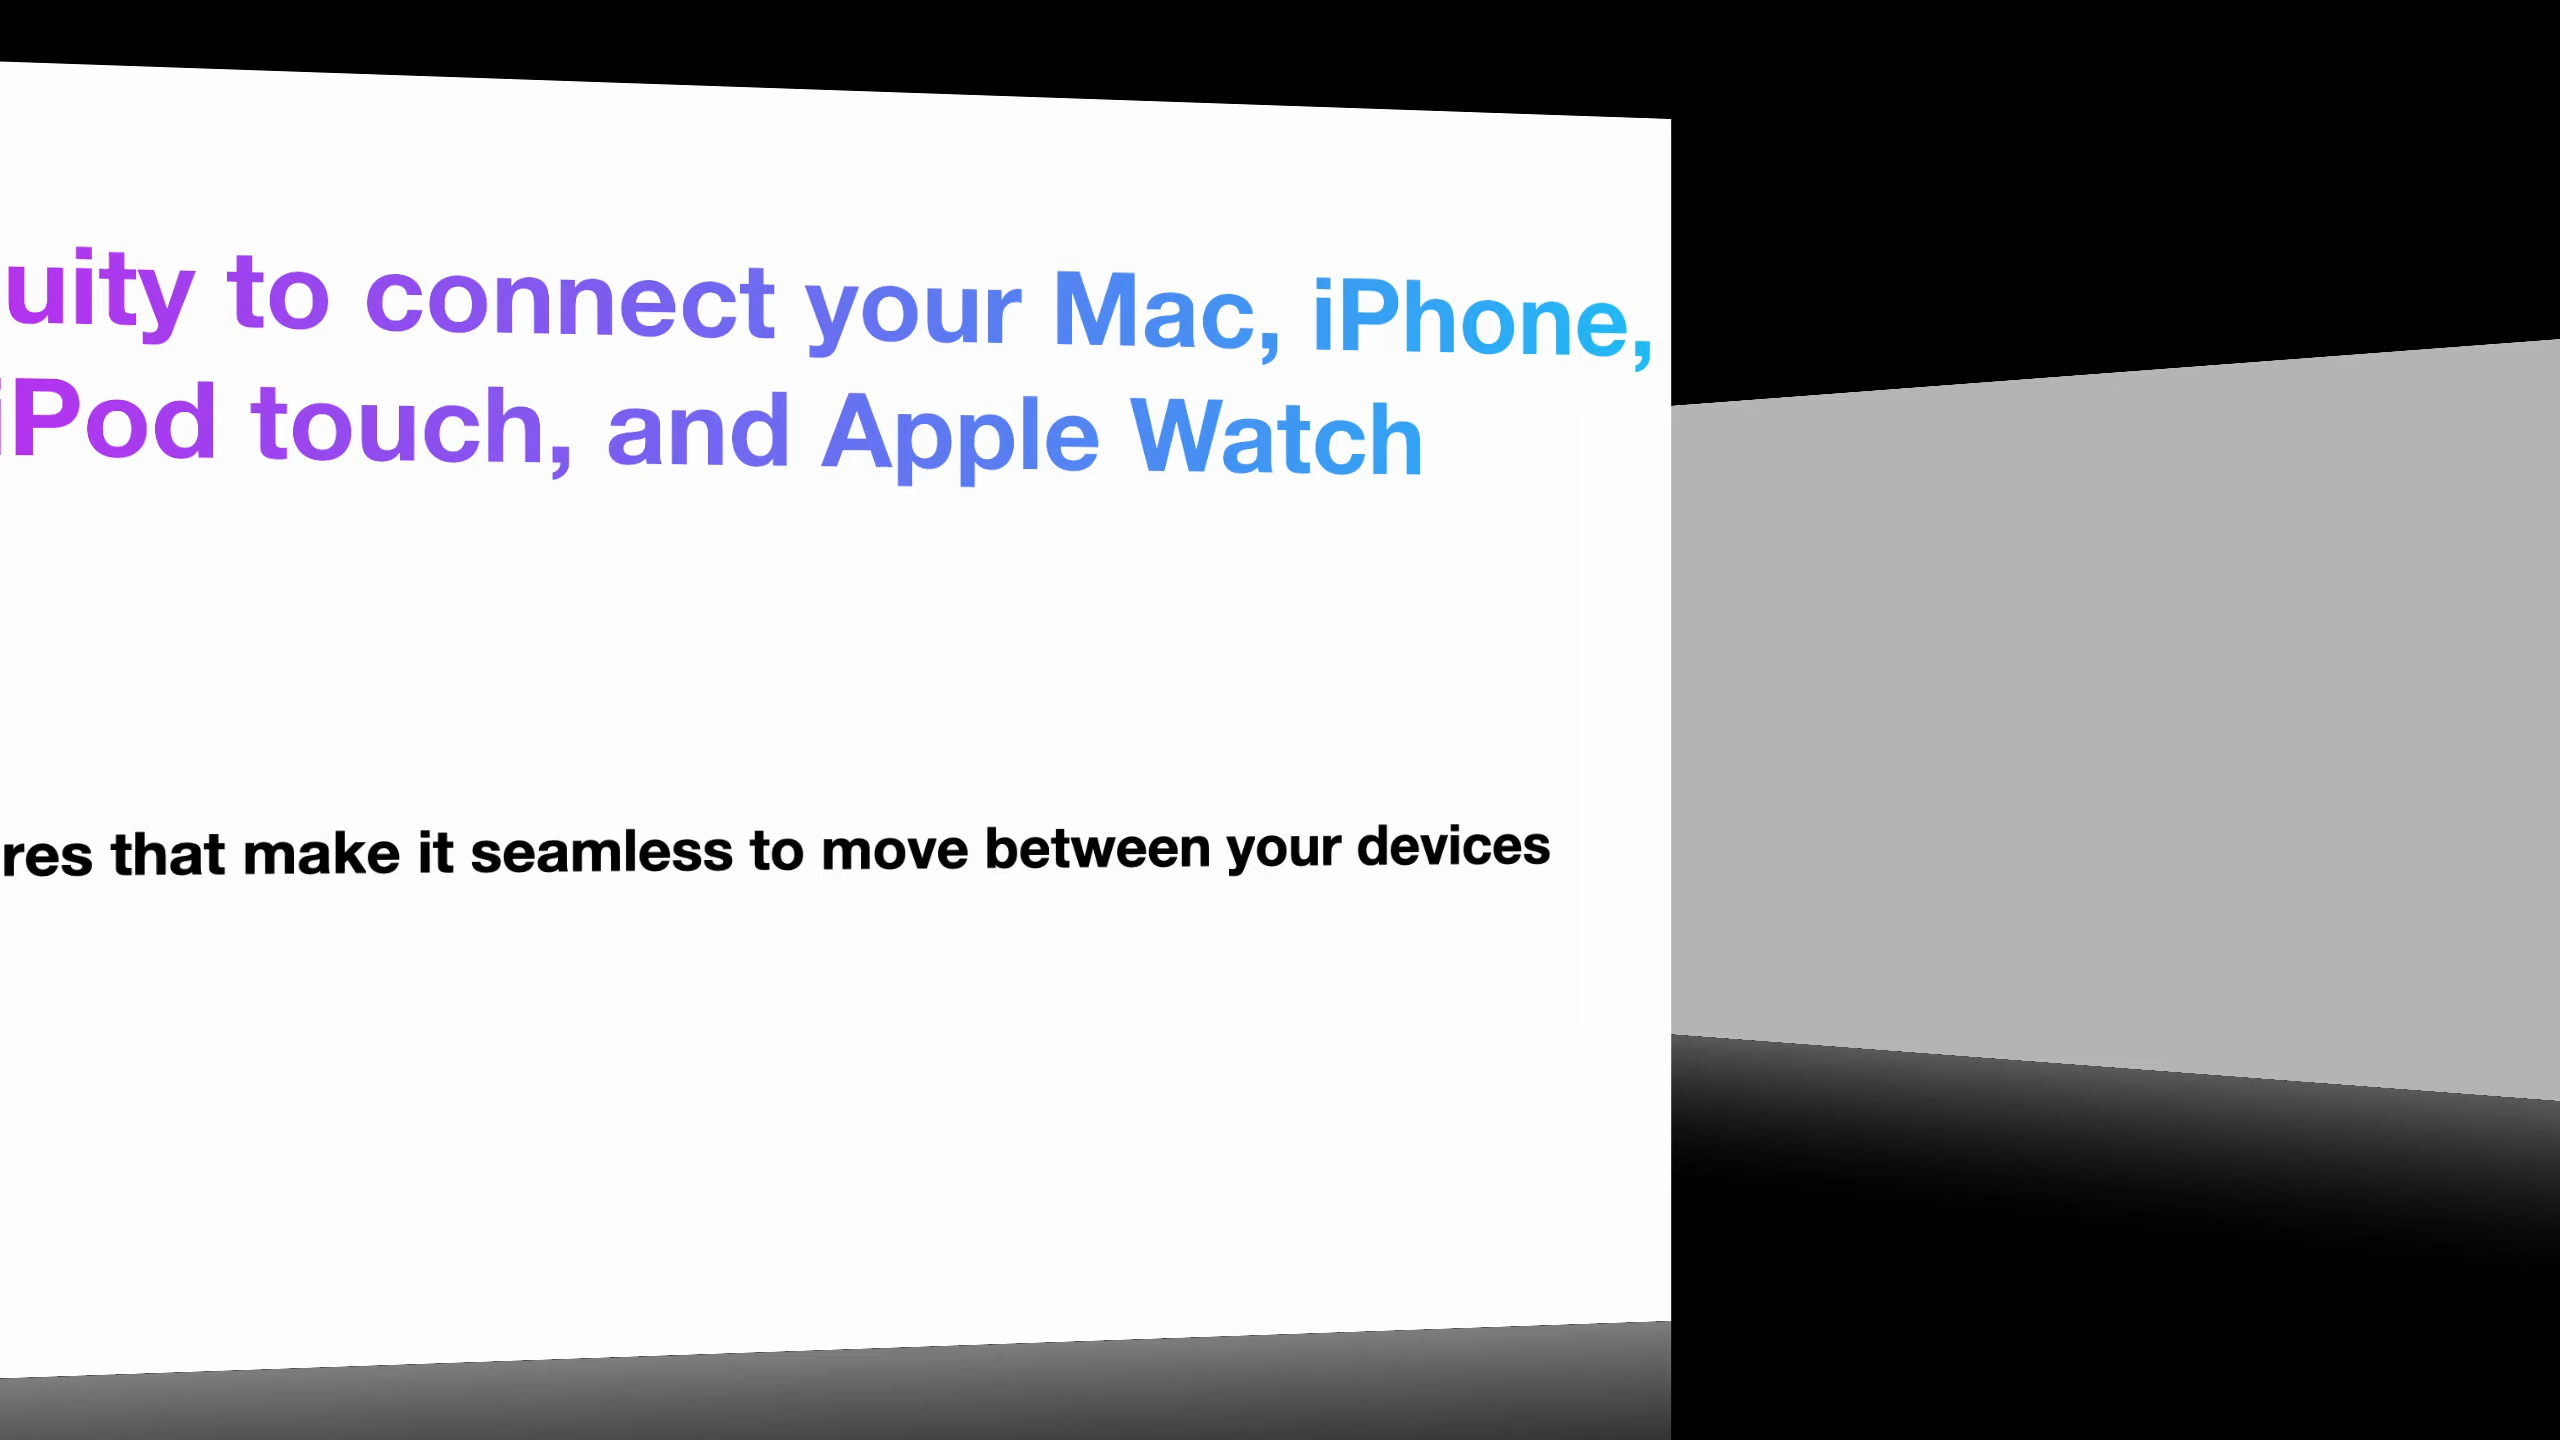 uity to connect your Mac, iPhone,
iPod touch, and Apple Watch
res that make it seamless to move between your devices